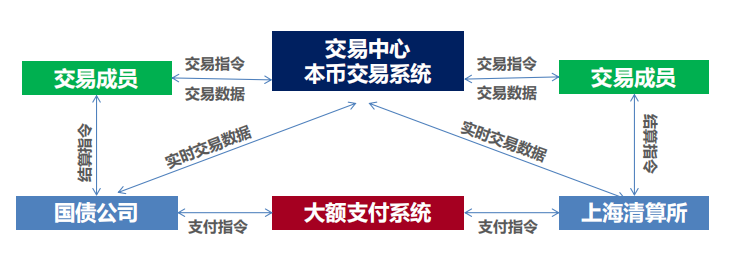 交易中心
本币交易系统
交易成员
交易指令
交易数据
交易指令
交易数据
交易成员
结算指令
实时交易数据
实时交易数据
结算指令
国债公司
支付指令
大额支付系统
支付指令
上海清算所